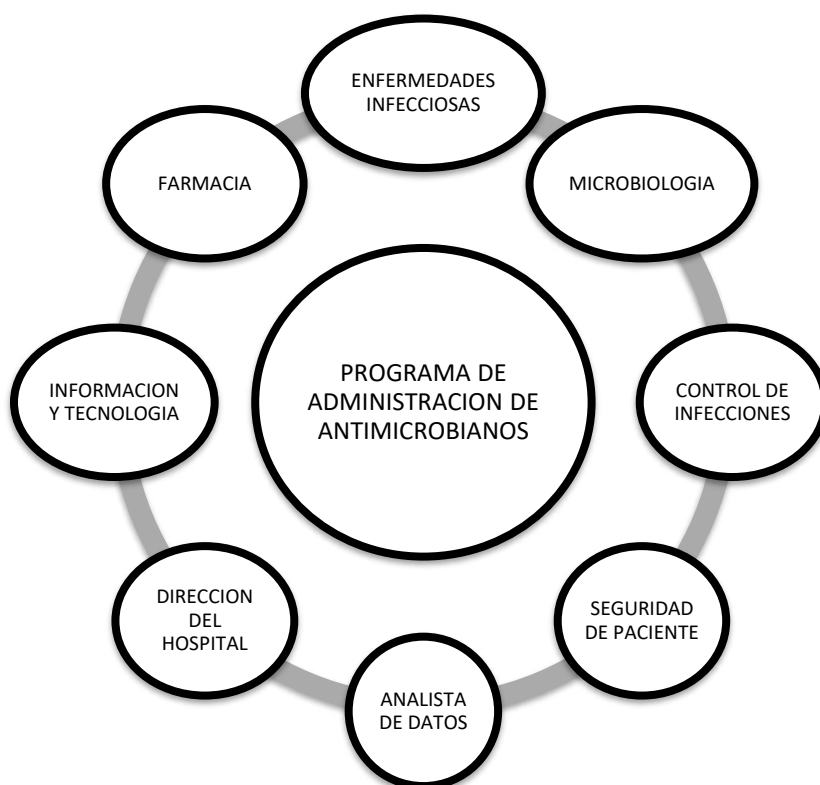 ENFERMEDADES
INFECCIOSAS
FARMACIA
MICROBIOLOGIA
PROGRAMA DE
ADMINISTRACION DE
ANTIMICROBIANOS
INFORMACION
Y TECNOLOGIA
CONTROL DE
INFECCIONES
DIRECCION
DEL
HOSPITAL
SEGURIDAD
DE PACIENTE
ANALISTA
DE DATOS